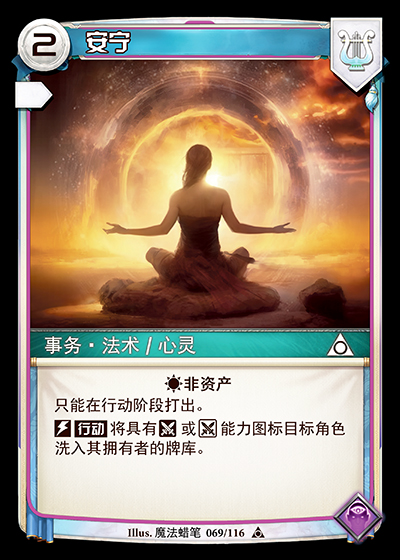 2
安宁
事务·法术 / 心灵
非资产
只能在行动阶段打出。
行动 将具有 或 能力图标目标角色
洗入其拥有者的牌库。
Illus. 魔法蜡笔 069/116